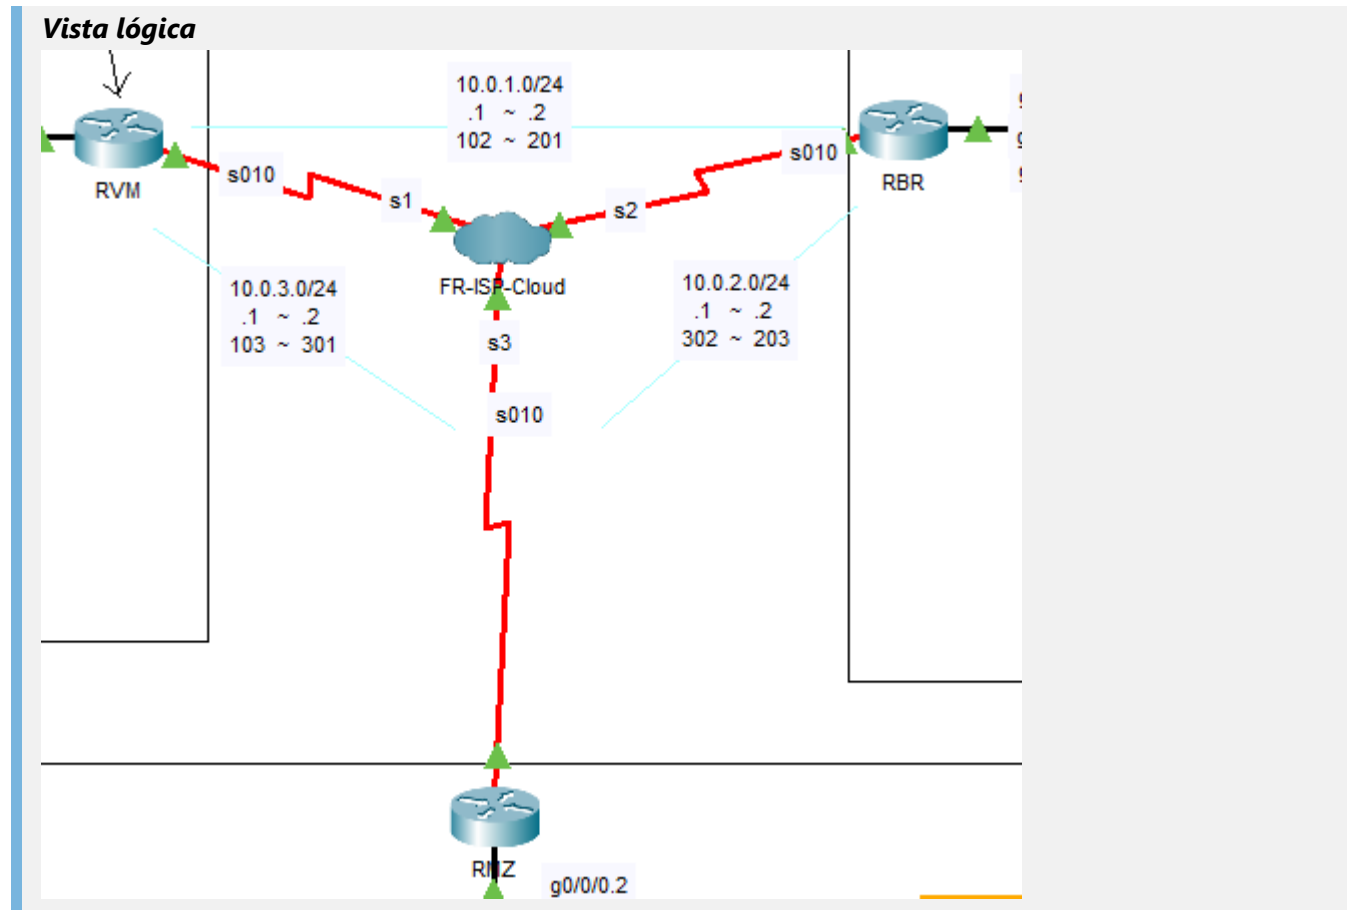 Vista lógica
10.0.1.0/24
.1 ~ .2
102 ~ 201
RVM
s010
s1
s2
s010
RBR
FR-ISP-Cloud
10.0.3.0/24
.1 ~ .2
103 ~ 301
10.0.2.0/24
.1 ~ .2
302 ~ 203
s3
s010
RMZ
g0/0/0.2